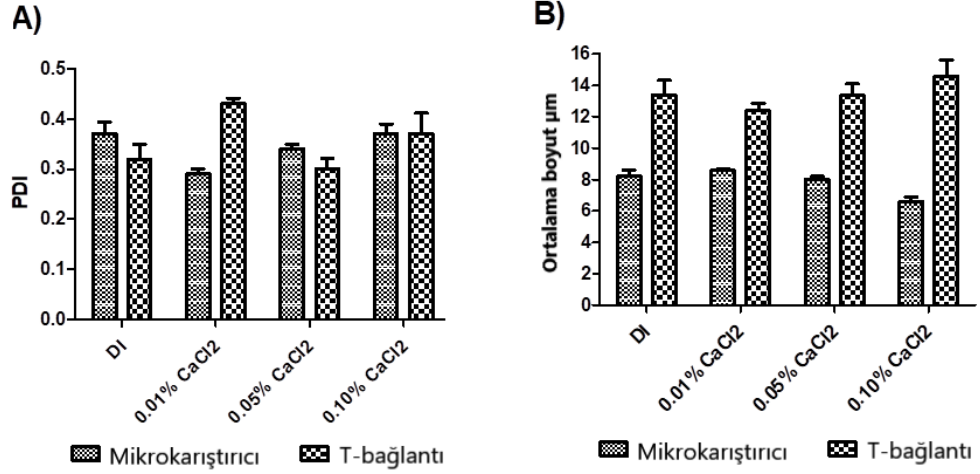 A)
PDI
0.5
0.4
0.3
0.2
0.1
0.0
DI
0.01% CaCl2
0.05% CaCl2
0.10% CaCl2
Mikrokarıştırıcı T-bağlantı
B)
Ortalama boyut µm
16
14
12
10
8
6
4
2
0
DI
0.01% CaCl2
0.05% CaCl2
0.10% CaCl2
Mikrokarıştırıcı T-bağlantı